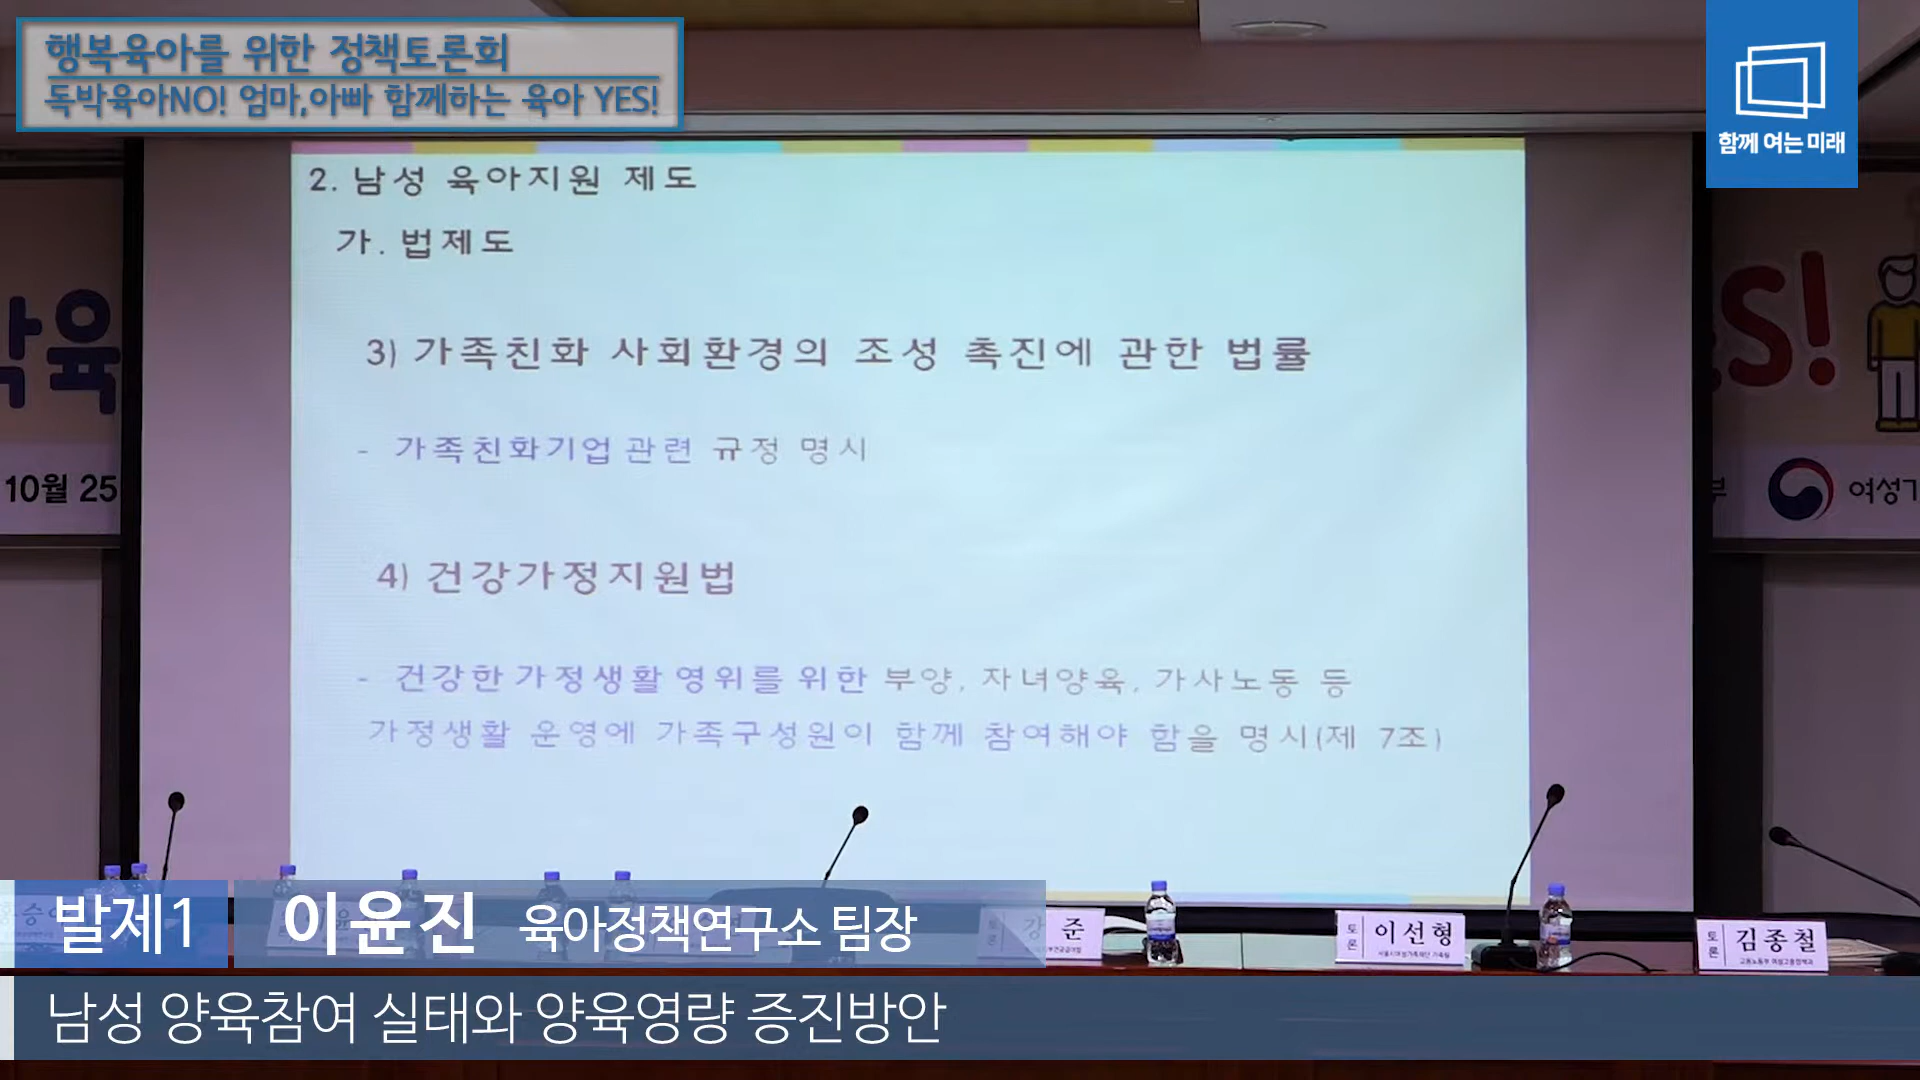 행복육아를 위한 정책토론회
독박육아NO! 엄마,아빠 함께하는 육아 YES!
함께 여는 미래
2. 남성 육아지원 제도
가. 법제도
3) 가족친화 사회환경의 조성 촉진에 관한 법률
- 가족친화기업 관련 규정 명시
4) 건강가정지원법
- 건강한 가정생활 영위를 위한 부양, 자녀양육, 가사노동 등
가정생활 운영에 가족구성원이 함께 참여해야 함을 명시(제 7조)
육
S!
10월 25
여성가
토론 강 준
토론 이선형
토론 김종철
발제1 이윤진 육아정책연구소 팀장
남성 양육참여 실태와 양육영량 증진방안